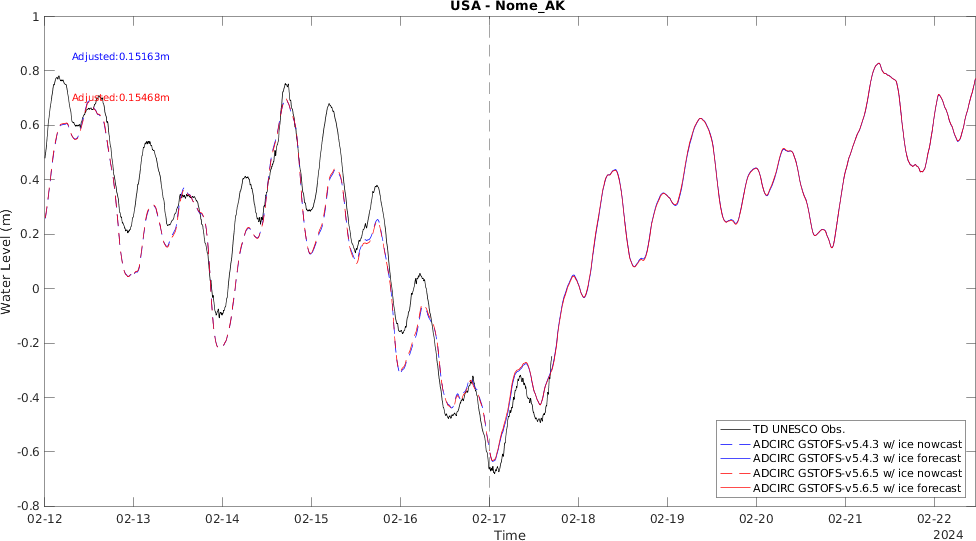 USA - Nome_AK
Adjusted:0.15163m
Adjusted:0.15468m
Water Level (m)
1
0.8
0.6
0.4
0.2
0
-0.2
-0.4
-0.6
-0.8
TD UNESCO Obs.
ADCIRC GSTOFS-v5.4.3 w/ ice nowcast
ADCIRC GSTOFS-v5.4.3 w/ ice forecast
ADCIRC GSTOFS-v5.6.5 w/ ice nowcast
ADCIRC GSTOFS-v5.6.5 w/ ice forecast
02-12 02-13 02-14 02-15 02-16 02-17 02-18 02-19 02-20 02-21 02-22
Time
2024